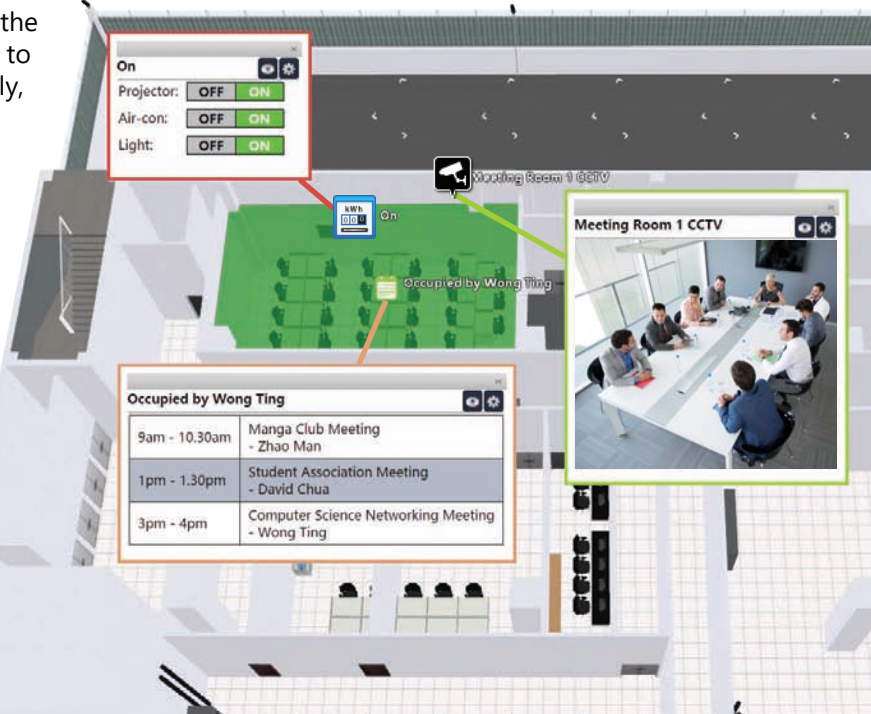 the
to
ly,
On
Projector: OFF ON
Air-con: OFF ON
Light: OFF ON
Meeting Room 1 CCTV
kWh
000
On
Occupied by Wong Ting
Meeting Room 1 CCTV
Occupied by Wong Ting
9am - 10.30am
Manga Club Meeting
- Zhao Man
1pm - 1.30pm
Student Association Meeting
- David Chua
3pm - 4pm
Computer Science Networking Meeting
- Wong Ting